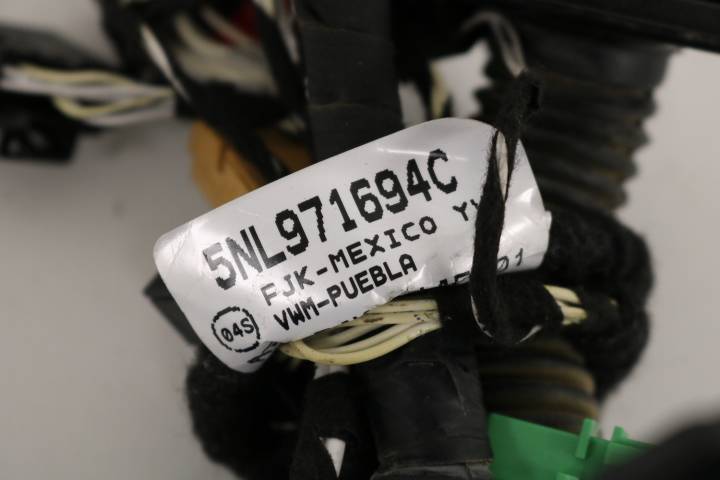 5NL971694C
FJK-MEXICO
VWM-PUEBLA
04S